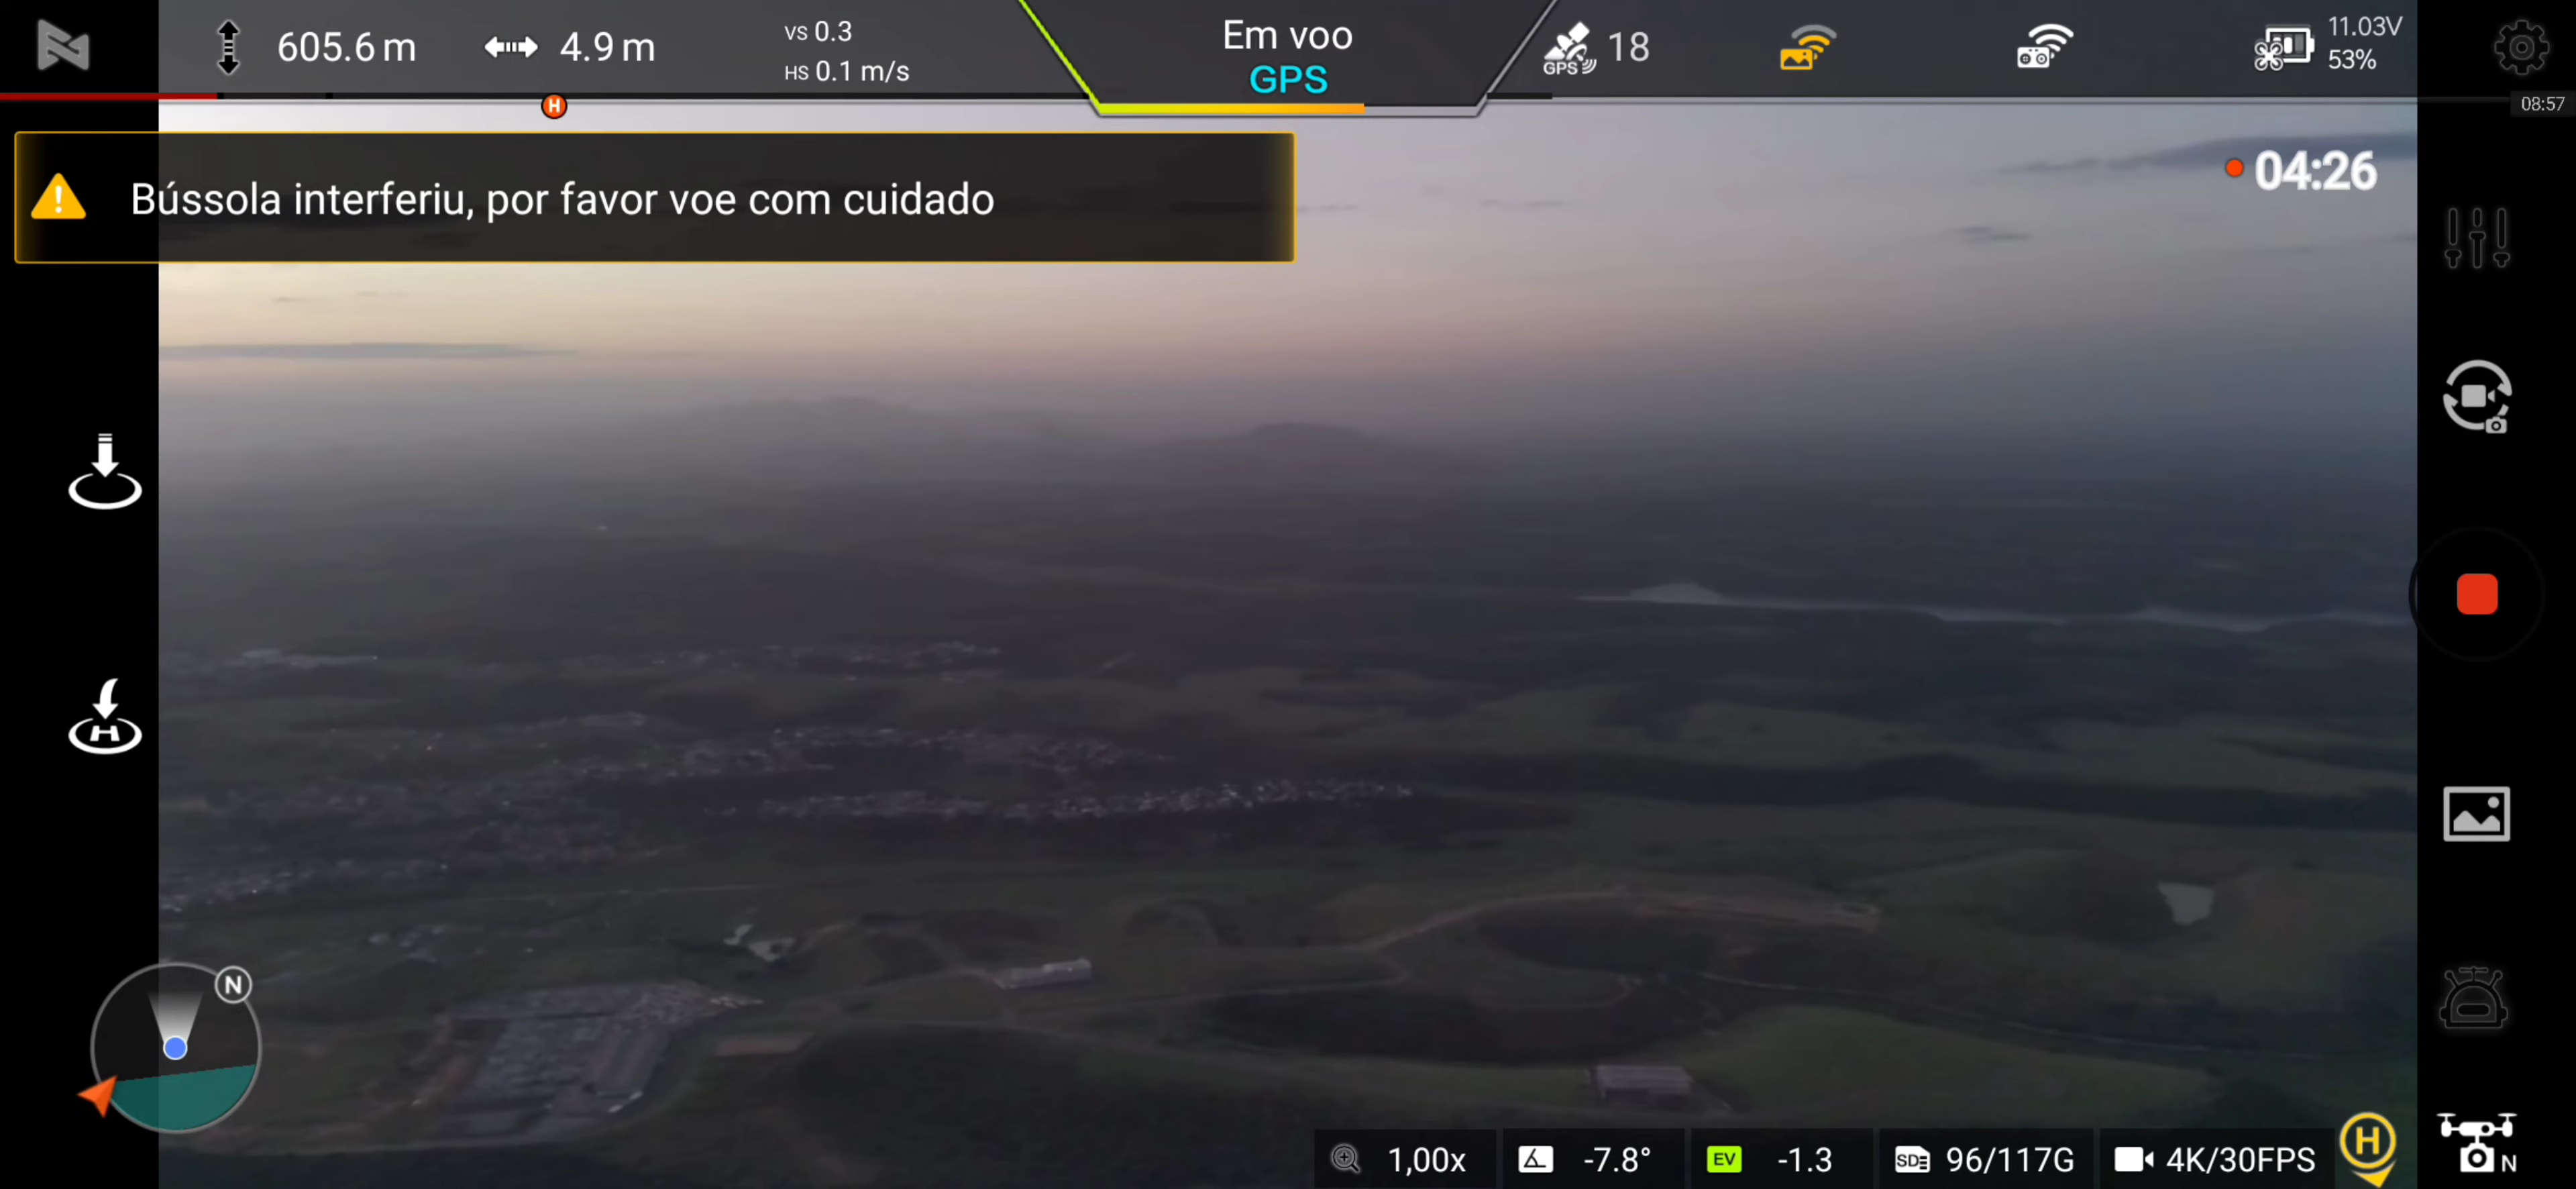 605.6 m
4.9 m
VS 0.3
HS 0.1 m/s
Em voo
GPS
GPS
18
11.03V
53%
08:57
H
Bússola interferiu, por favor voe com cuidado
04:26
H
N
1,00x
-7.8°
EV
-1.3
SD
96/117G
4K/30FPS
H
N